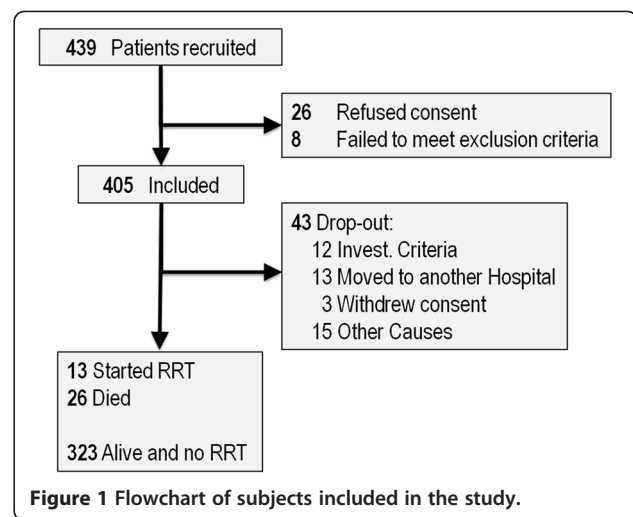 439 Patients recruited
26 Refused consent
8 Failed to meet exclusion criteria
405 Included
43 Drop-out:
12 Invest. Criteria
13 Moved to another Hospital
3 Withdrew consent
15 Other Causes
13 Started RRT
26 Died
323 Alive and no RRT
Figure 1 Flowchart of subjects included in the study.